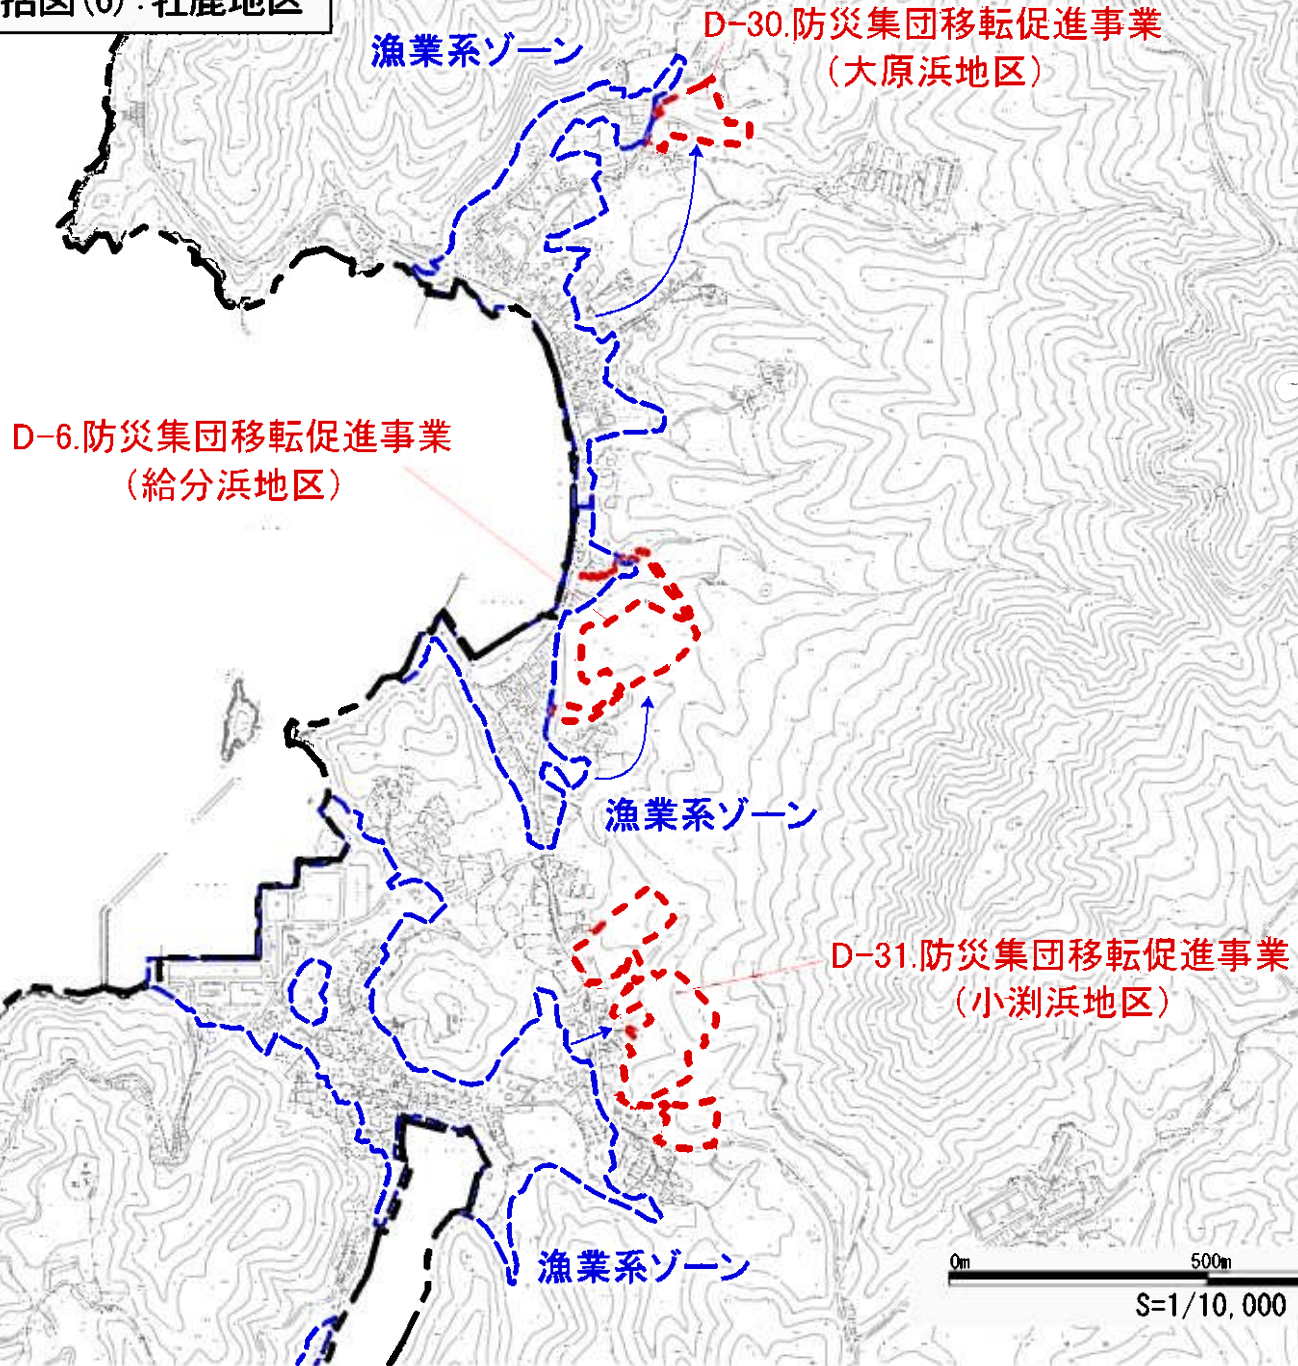 括図(6):牡鹿地区
漁業系ゾーン
D-30.防災集団移転促進事業
(大原浜地区)
D-6.防災集団移転促進事業
(給分浜地区)
漁業系ゾーン
D-31.防災集団移転促進事業
(小渕浜地区)
漁業系ゾーン
0m 500m
S=1/10,000